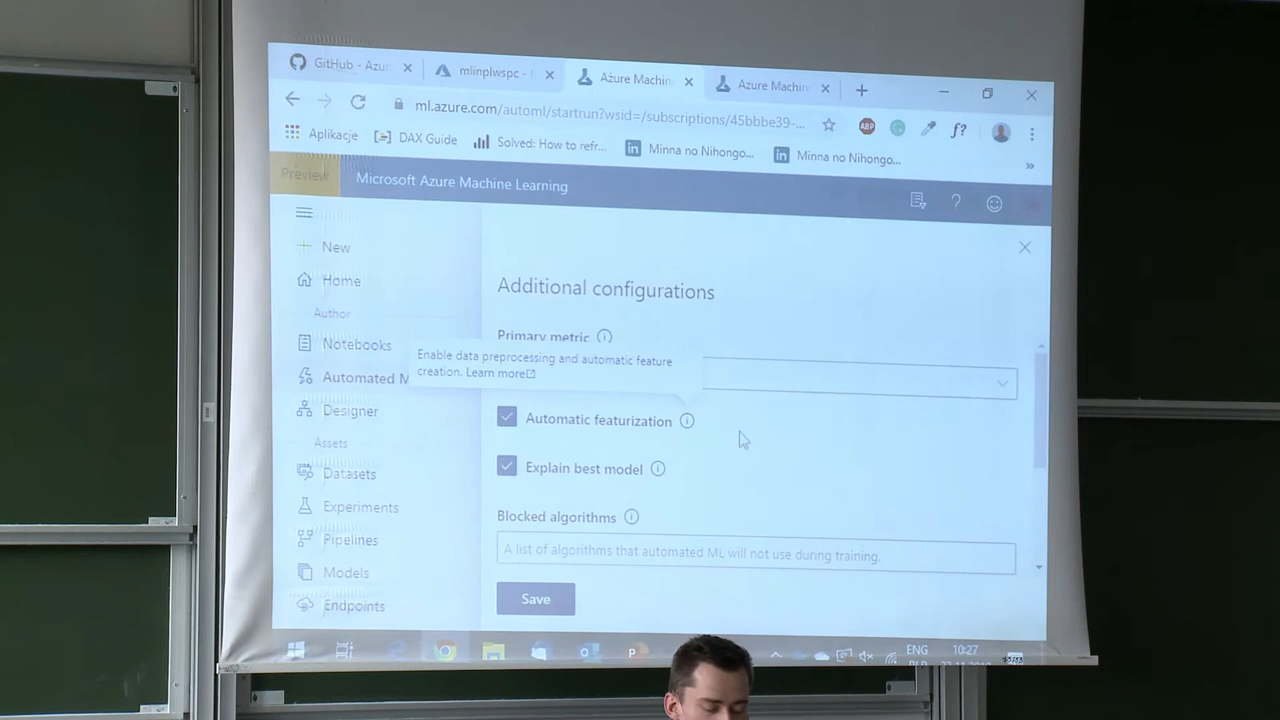 GitHub - Azu
mlinplwspc -
Azure Machin
Azure Machin
ml.azure.com/automl/startrun?wsid=/subscriptions/45bbbe39-...
ABP
f?
Aplikacje
DAX Guide
Solved: How to refr...
Minna no Nihongo...
Minna no Nihongo...
Preview
Microsoft Azure Machine Learning
New
Home
Author
Notebooks
Automated M
Designer
Assets
Datasets
Experiments
Pipelines
Models
Endpoints
Additional configurations
Primary metric
Enable data preprocessing and automatic feature
creation. Learn more
Automatic featurization
Explain best model
Blocked algorithms
A list of algorithms that automated ML will not use during training.
Save
ENG
10:27